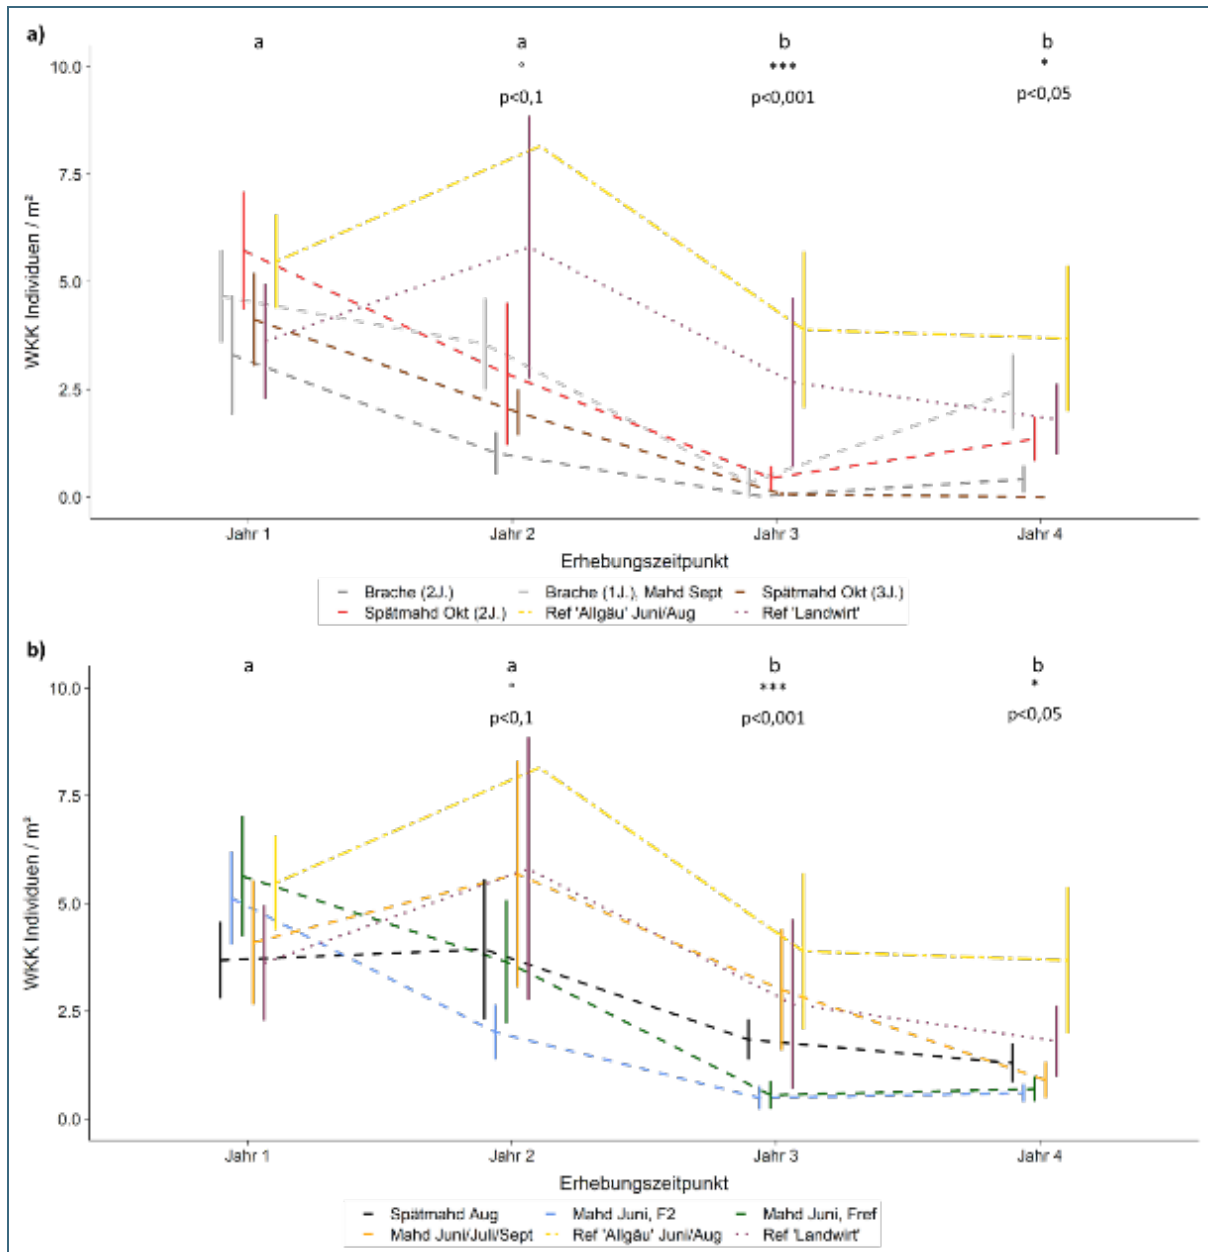 a)
a a b b
° *** *
p<0,1 p<0,001 p<0,05
10.0
7.5
5.0
2.5
0.0
WKK Individuen / m²
Jahr 1 Jahr 2 Jahr 3 Jahr 4
Erhebungszeitpunkt
Brache (2J.) Brache (1J.), Mahd Sept Spätmahd Okt (3J.)
Spätmahd Okt (2J.) Ref 'Allgäu' Juni/Aug Ref 'Landwirt'
b)
a a b b
° *** *
p<0,1 p<0,001 p<0,05
10.0
7.5
5.0
2.5
0.0
WKK Individuen / m²
Jahr 1 Jahr 2 Jahr 3 Jahr 4
Erhebungszeitpunkt
Spätmahd Aug Mahd Juni, F2 Mahd Juni, Fref
Mahd Juni/Juli/Sept Ref 'Allgäu' Juni/Aug Ref 'Landwirt'